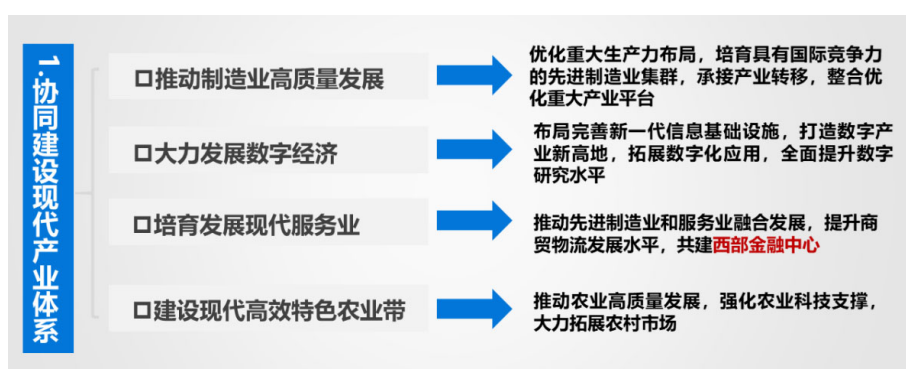 1.协同建设现代产业体系
口推动制造业高质量发展
优化重大生产力布局，培育具有国际竞争力
的先进制造业集群，承接产业转移，整合优
化重大产业平台
口大力发展数字经济
布局完善新一代信息基础设施，打造数字产
业新高地，拓展数字化应用，全面提升数字
研究水平
口培育发展现代服务业
推动先进制造业和服务业融合发展，提升商
贸物流发展水平，共建西部金融中心
口建设现代高效特色农业带
推动农业高质量发展，强化农业科技支撑，
大力拓展农村市场